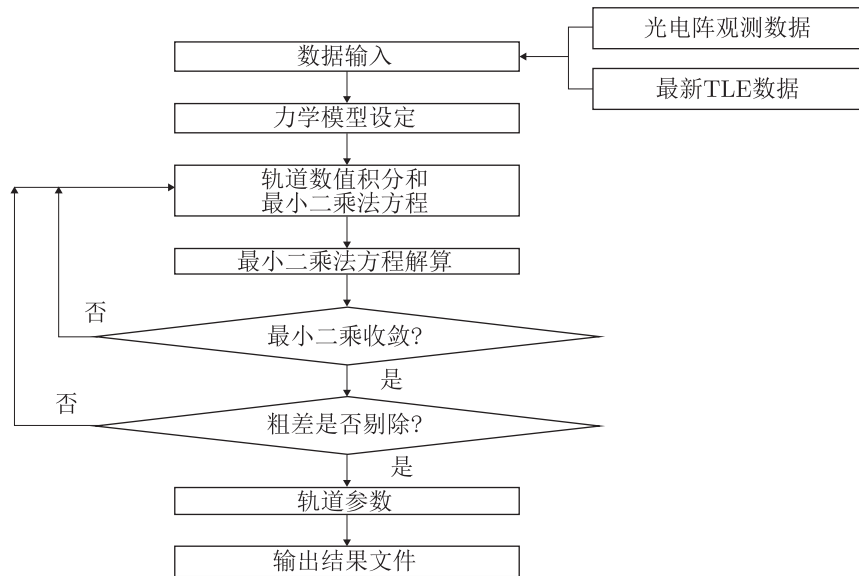 光电阵观测数据
数据输入
最新TLE数据
力学模型设定
轨道数值积分和
最小二乘法方程
最小二乘法方程解算
否
最小二乘收敛?
是
否
粗差是否剔除?
是
轨道参数
输出结果文件